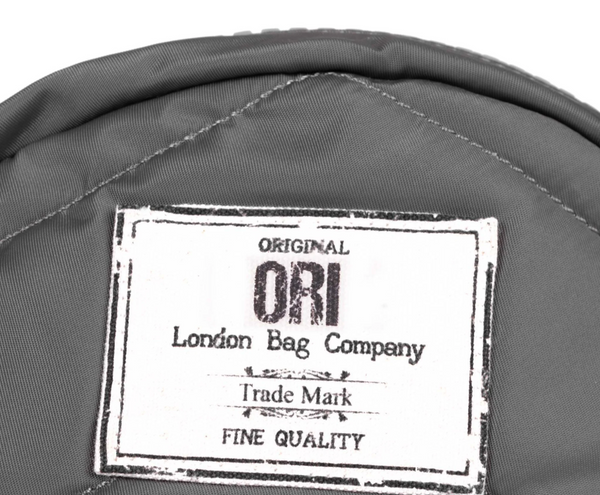 ORIGINAL
ORI
London Bag Company
Trade Mark
FINE QUALITY